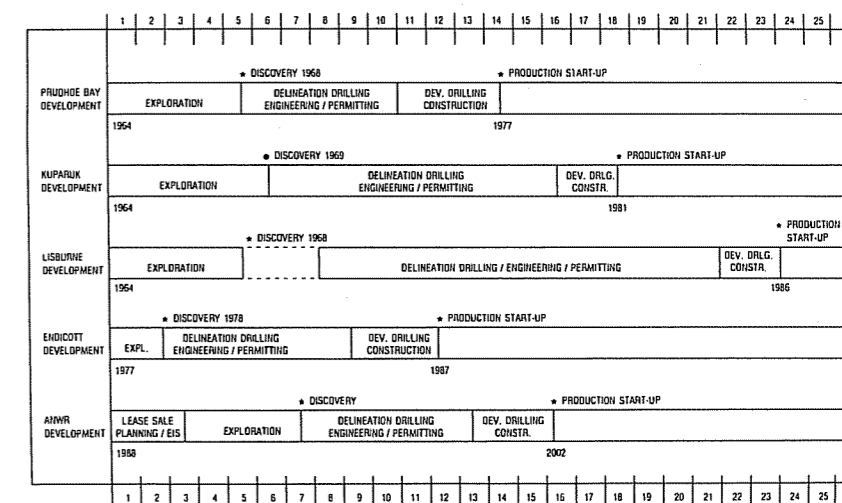 1 2 3 4 5 6 7 8 9 10 11 12 13 14 15 16 17 18 19 20 21 22 23 24 25
★ DISCOVERY 1968 ★ PRODUCTION START-UP
PRUDHOE BAY
DEVELOPMENT
EXPLORATION
DELINEATION DRILLING
ENGINEERING / PERMITTING
DEV. DRILLING
CONSTRUCTION
1964 1977
● DISCOVERY 1969 ★ PRODUCTION START-UP
KUPARUK
DEVELOPMENT
EXPLORATION
DELINEATION DRILLING
ENGINEERING / PERMITTING
DEV. DRLG.
CONSTR.
1964 1981
★ DISCOVERY 1968
★ PRODUCTION
START-UP
LISBURNE
DEVELOPMENT
EXPLORATION
DELINEATION DRILLING / ENGINEERING / PERMITTING
DEV. DRLG.
CONSTR.
1964 1986
★ DISCOVERY 1978 ★ PRODUCTION START-UP
ENDICOTT
DEVELOPMENT
EXPL.
DELINEATION DRILLING
ENGINEERING / PERMITTING
DEV. DRILLING
CONSTRUCTION
1977 1987
★ DISCOVERY ★ PRODUCTION START-UP
ANWR
DEVELOPMENT
LEASE SALE
PLANNING / EIS
EXPLORATION
DELINEATION DRILLING
ENGINEERING / PERMITTING
DEV. DRILLING
CONSTR.
1988 2002
1 2 3 4 5 6 7 8 9 10 11 12 13 14 15 16 17 18 19 20 21 22 23 24 25